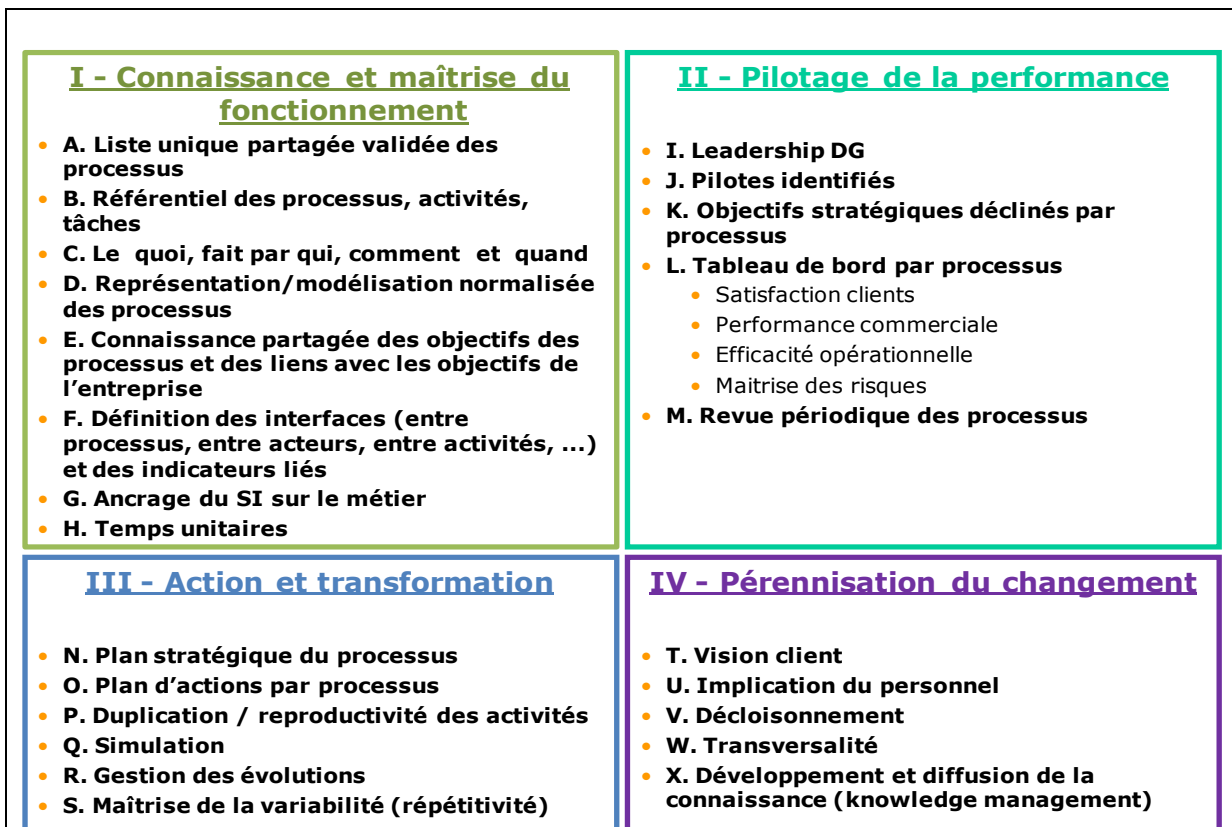 I - Connaissance et maîtrise du
fonctionnement
A. Liste unique partagée validée des
processus
B. Référentiel des processus, activités,
tâches
C. Le quoi, fait par qui, comment et quand
D. Représentation/modélisation normalisée
des processus
E. Connaissance partagée des objectifs des
processus et des liens avec les objectifs de
l’entreprise
F. Définition des interfaces (entre
processus, entre acteurs, entre activités, ...)
et des indicateurs liés
G. Ancrage du SI sur le métier
H. Temps unitaires
II - Pilotage de la performance
I. Leadership DG
J. Pilotes identifiés
K. Objectifs stratégiques déclinés par
processus
L. Tableau de bord par processus
Satisfaction clients
Performance commerciale
Efficacité opérationnelle
Maitrise des risques
M. Revue périodique des processus
III - Action et transformation
N. Plan stratégique du processus
O. Plan d’actions par processus
P. Duplication / reproductivité des activités
Q. Simulation
R. Gestion des évolutions
S. Maîtrise de la variabilité (répétitivité)
IV - Pérennisation du changement
T. Vision client
U. Implication du personnel
V. Décloisonnement
W. Transversalité
X. Développement et diffusion de la
connaissance (knowledge management)